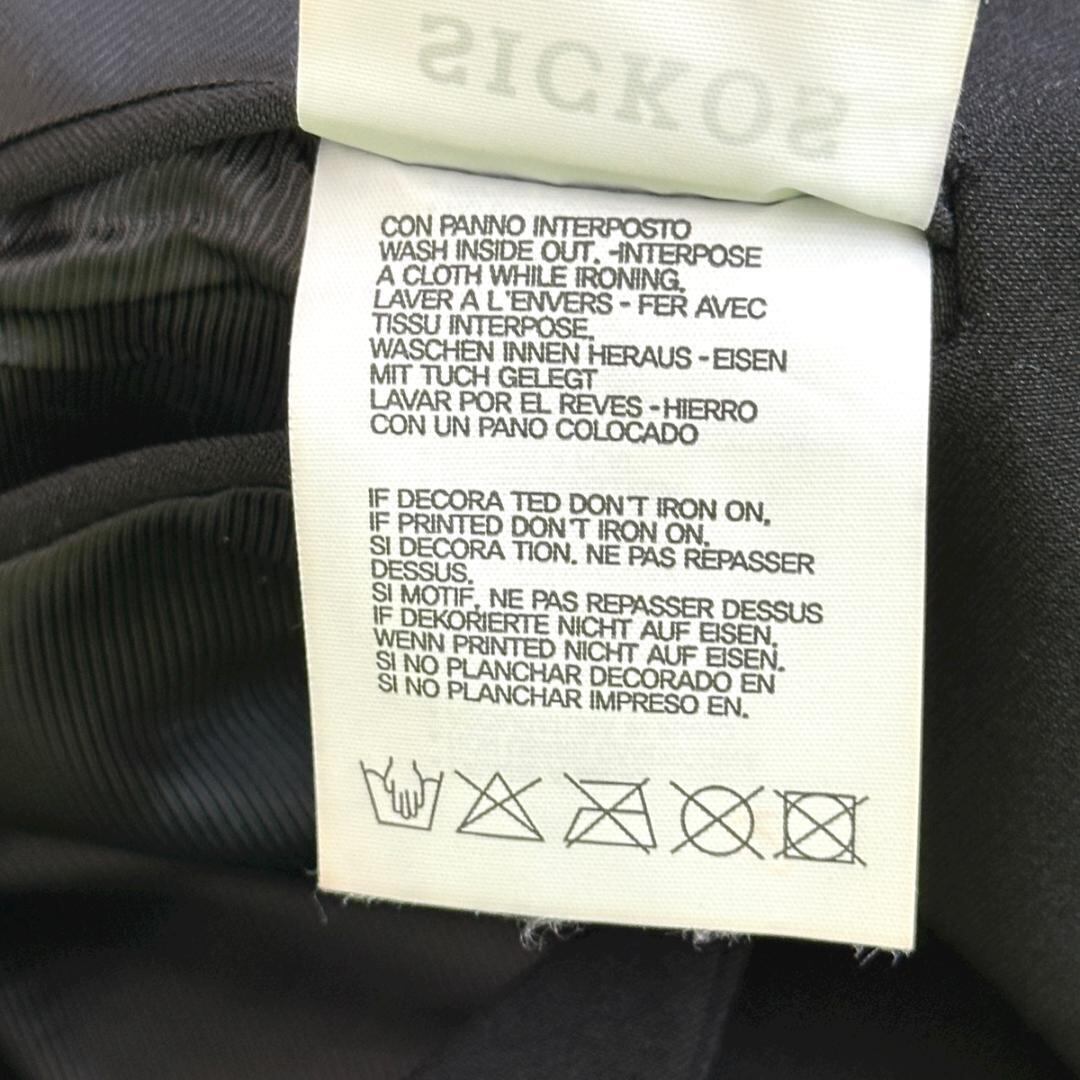 SICKOS
CON PANNO INTERPOSTO
WASH INSIDE OUT. -INTERPOSE
A CLOTH WHILE IRONING.
LAVER A L'ENVERS - FER AVEC
TISSU INTERPOSE.
WASCHEN INNEN HERAUS - EISEN
MIT TUCH GELEGT
LAVAR POR EL REVES - HIERRO
CON UN PANO COLOCADO
IF DECORA TED DON'T IRON ON.
IF PRINTED DON'T IRON ON.
SI DECORA TION. NE PAS REPASSER
DESSUS.
SI MOTIF. NE PAS REPASSER DESSUS
IF DEKORIERTE NICHT AUF EISEN.
WENN PRINTED NICHT AUF EISEN.
SI NO PLANCHAR DECORADO EN
SI NO PLANCHAR IMPRESO EN.